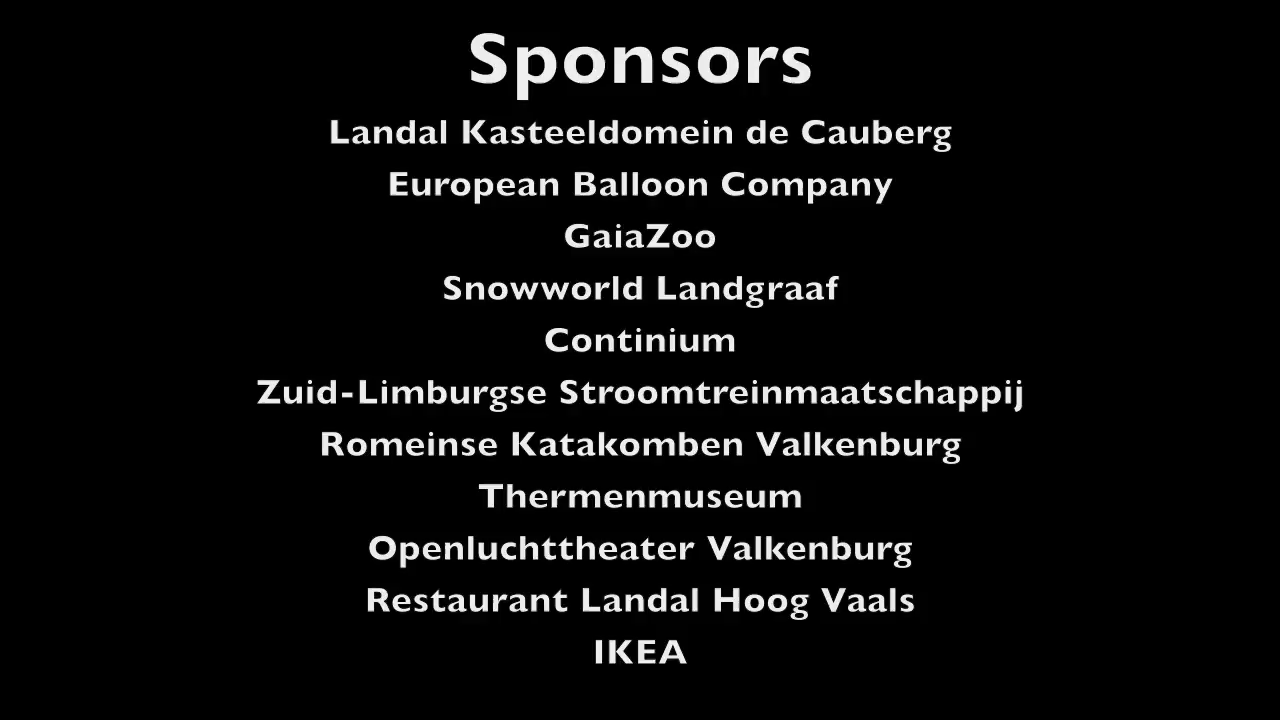 Sponsors
Landal Kasteeldomein de Cauberg
European Balloon Company
GaiaZoo
Snowworld Landgraaf
Continium
Zuid-Limburgse Stroomtreinmaatschappij
Romeinse Katakomben Valkenburg
Thermenmuseum
Openluchttheater Valkenburg
Restaurant Landal Hoog Vaals
IKEA